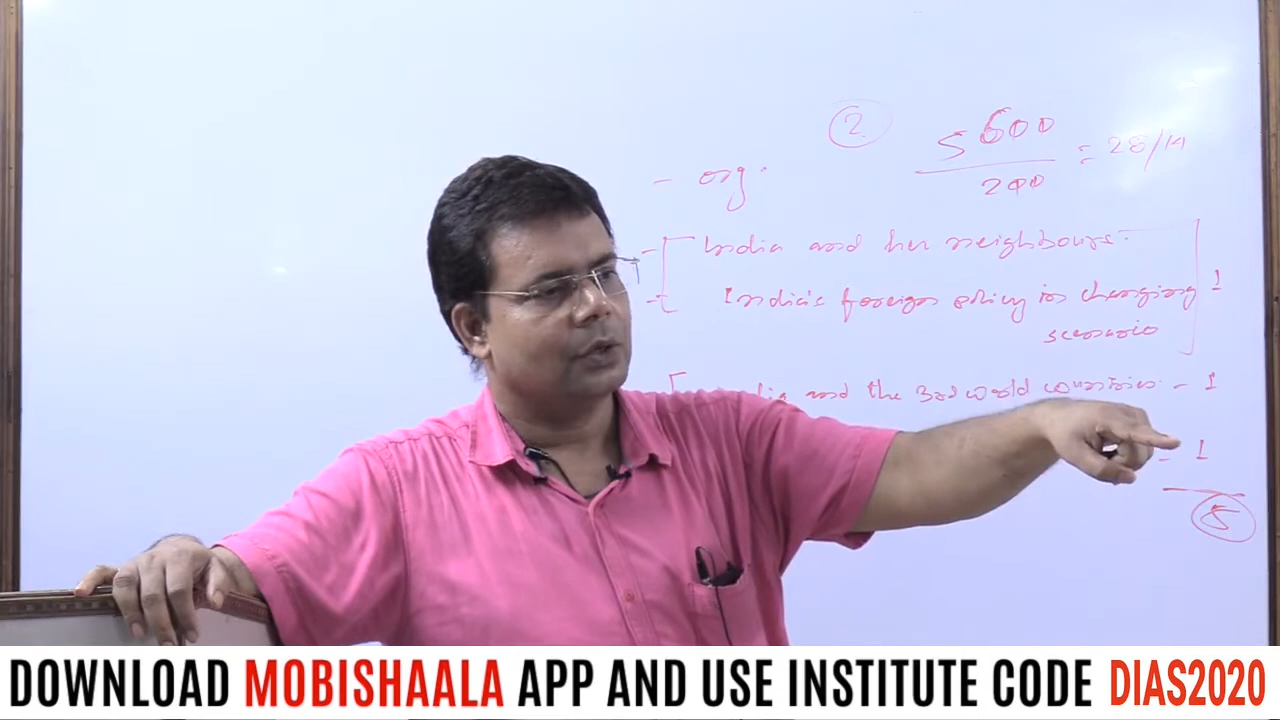 ②
5600
200
= 28/M
- org.
- India and her neighbours.
- India's foreign policy in changing 1
scenario
and the 3rd world countries. - 1
- 1
5
DOWNLOAD MOBISHAALA APP AND USE INSTITUTE CODE DIAS2020